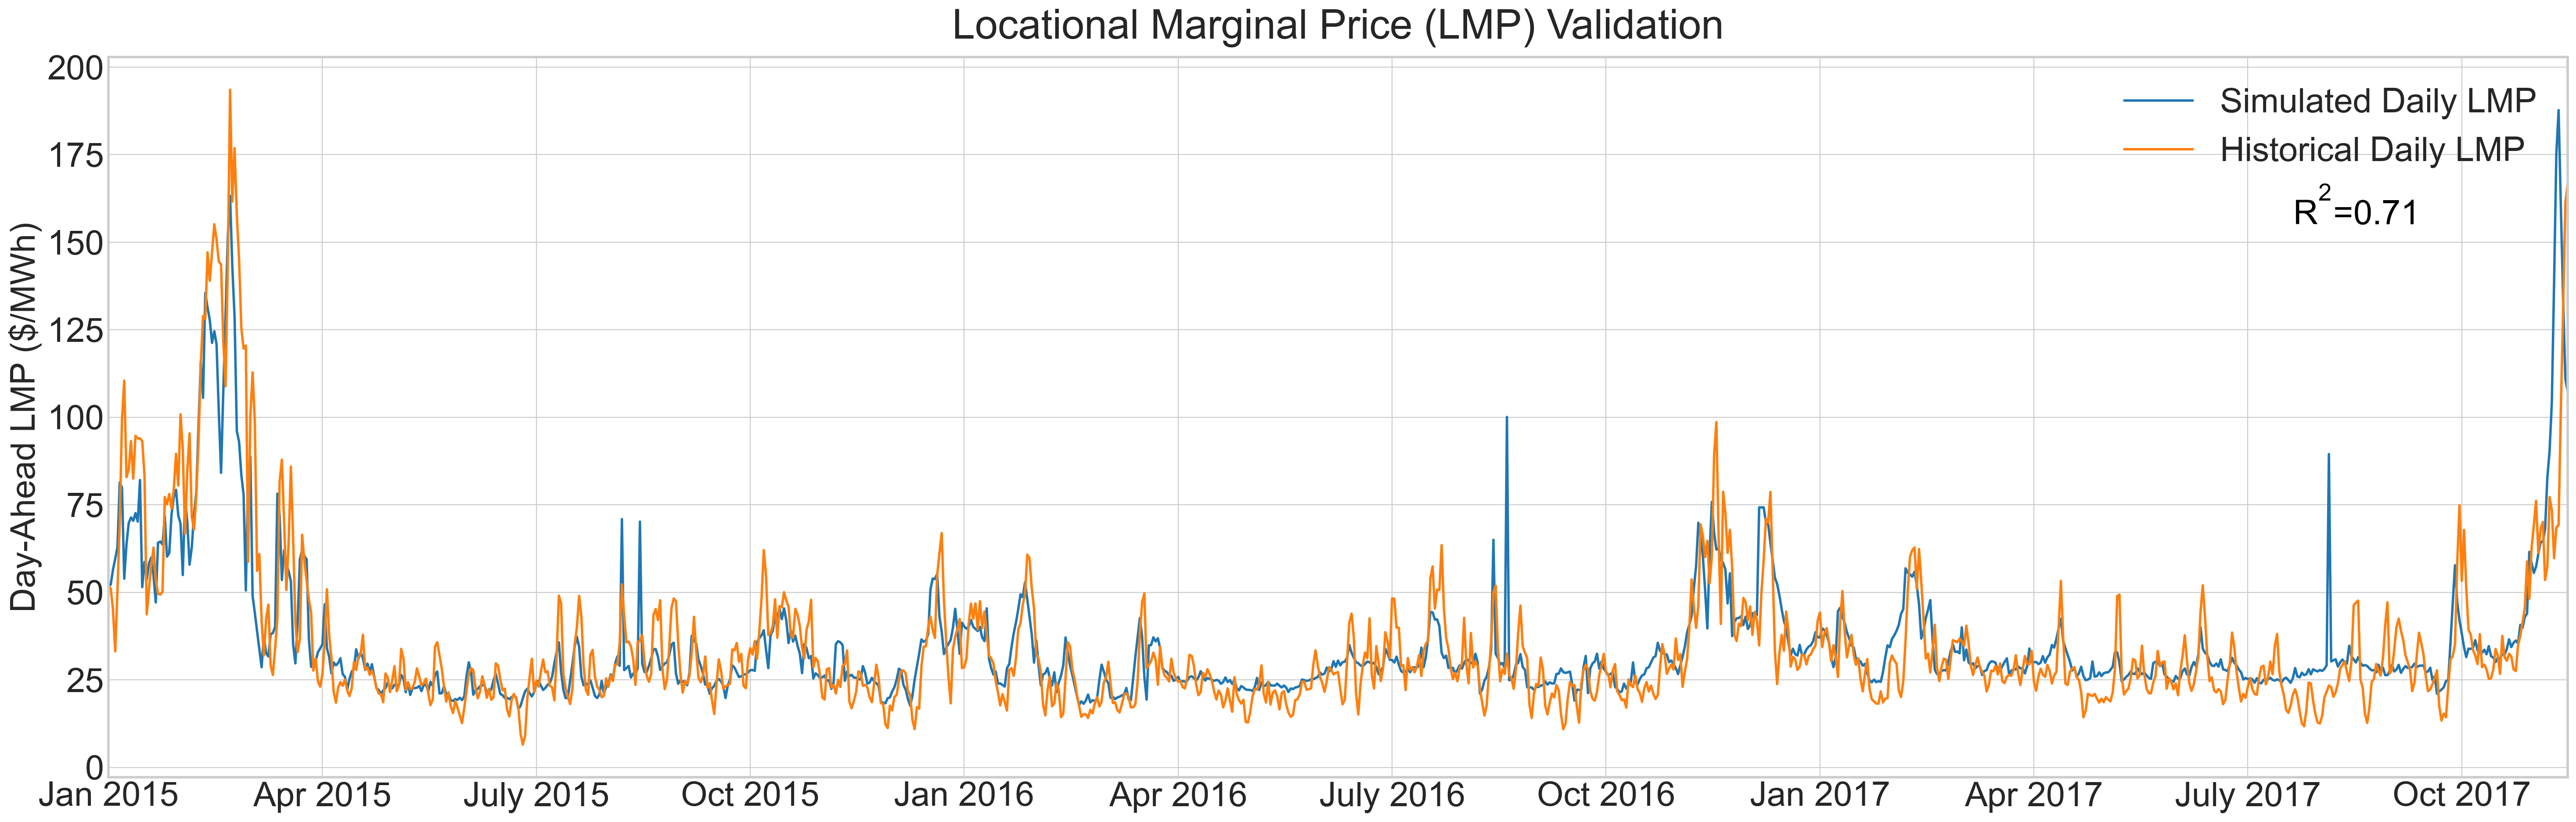 Locational Marginal Price (LMP) Validation
Day-Ahead LMP ($/MWh)
200
175
150
125
100
75
50
25
0
Simulated Daily LMP
Historical Daily LMP
R²=0.71
Jan 2015 Apr 2015 July 2015 Oct 2015 Jan 2016 Apr 2016 July 2016 Oct 2016 Jan 2017 Apr 2017 July 2017 Oct 2017